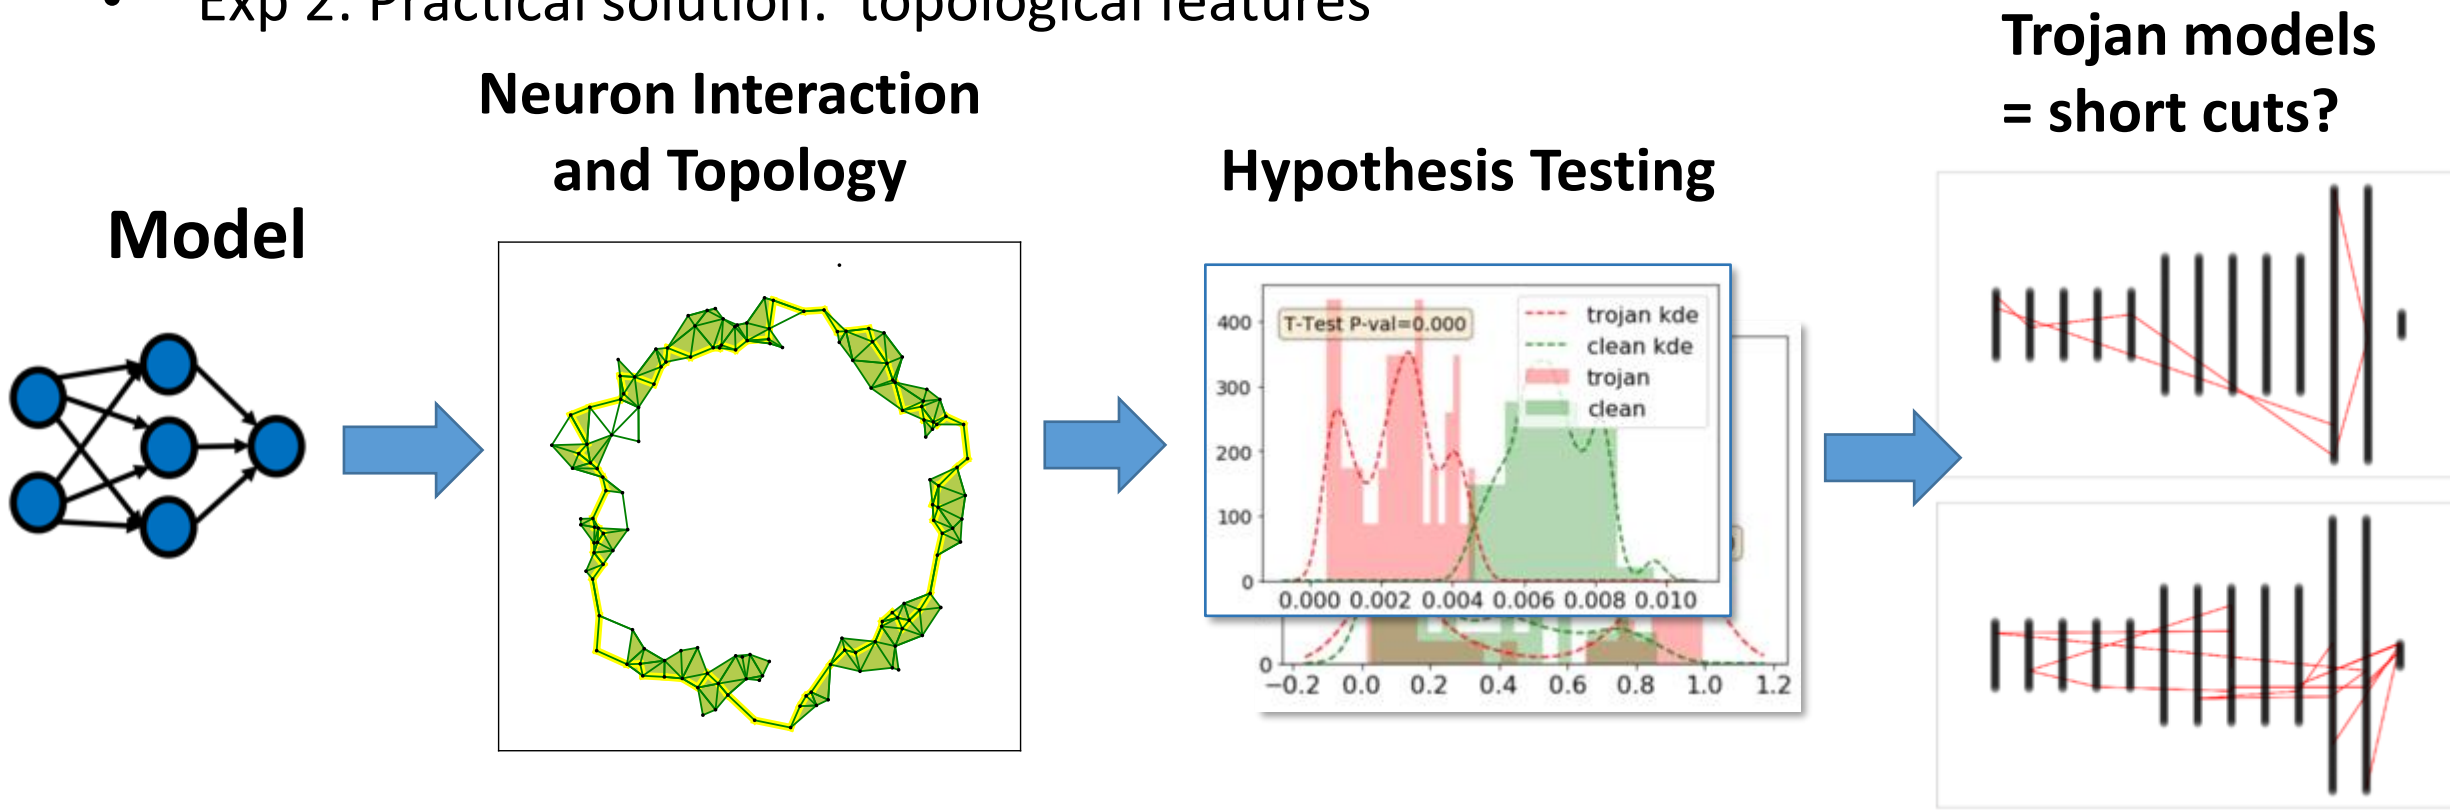 • Exp 2: Practical solution: topological features
Trojan models
= short cuts?
Neuron Interaction
and Topology
Hypothesis Testing
Model
T-Test P-val=0.000
trojan kde
clean kde
trojan
clean
400
300
200
100
0
0.000 0.002 0.004 0.006 0.008 0.010
0
−0.2 0.0 0.2 0.4 0.6 0.8 1.0 1.2